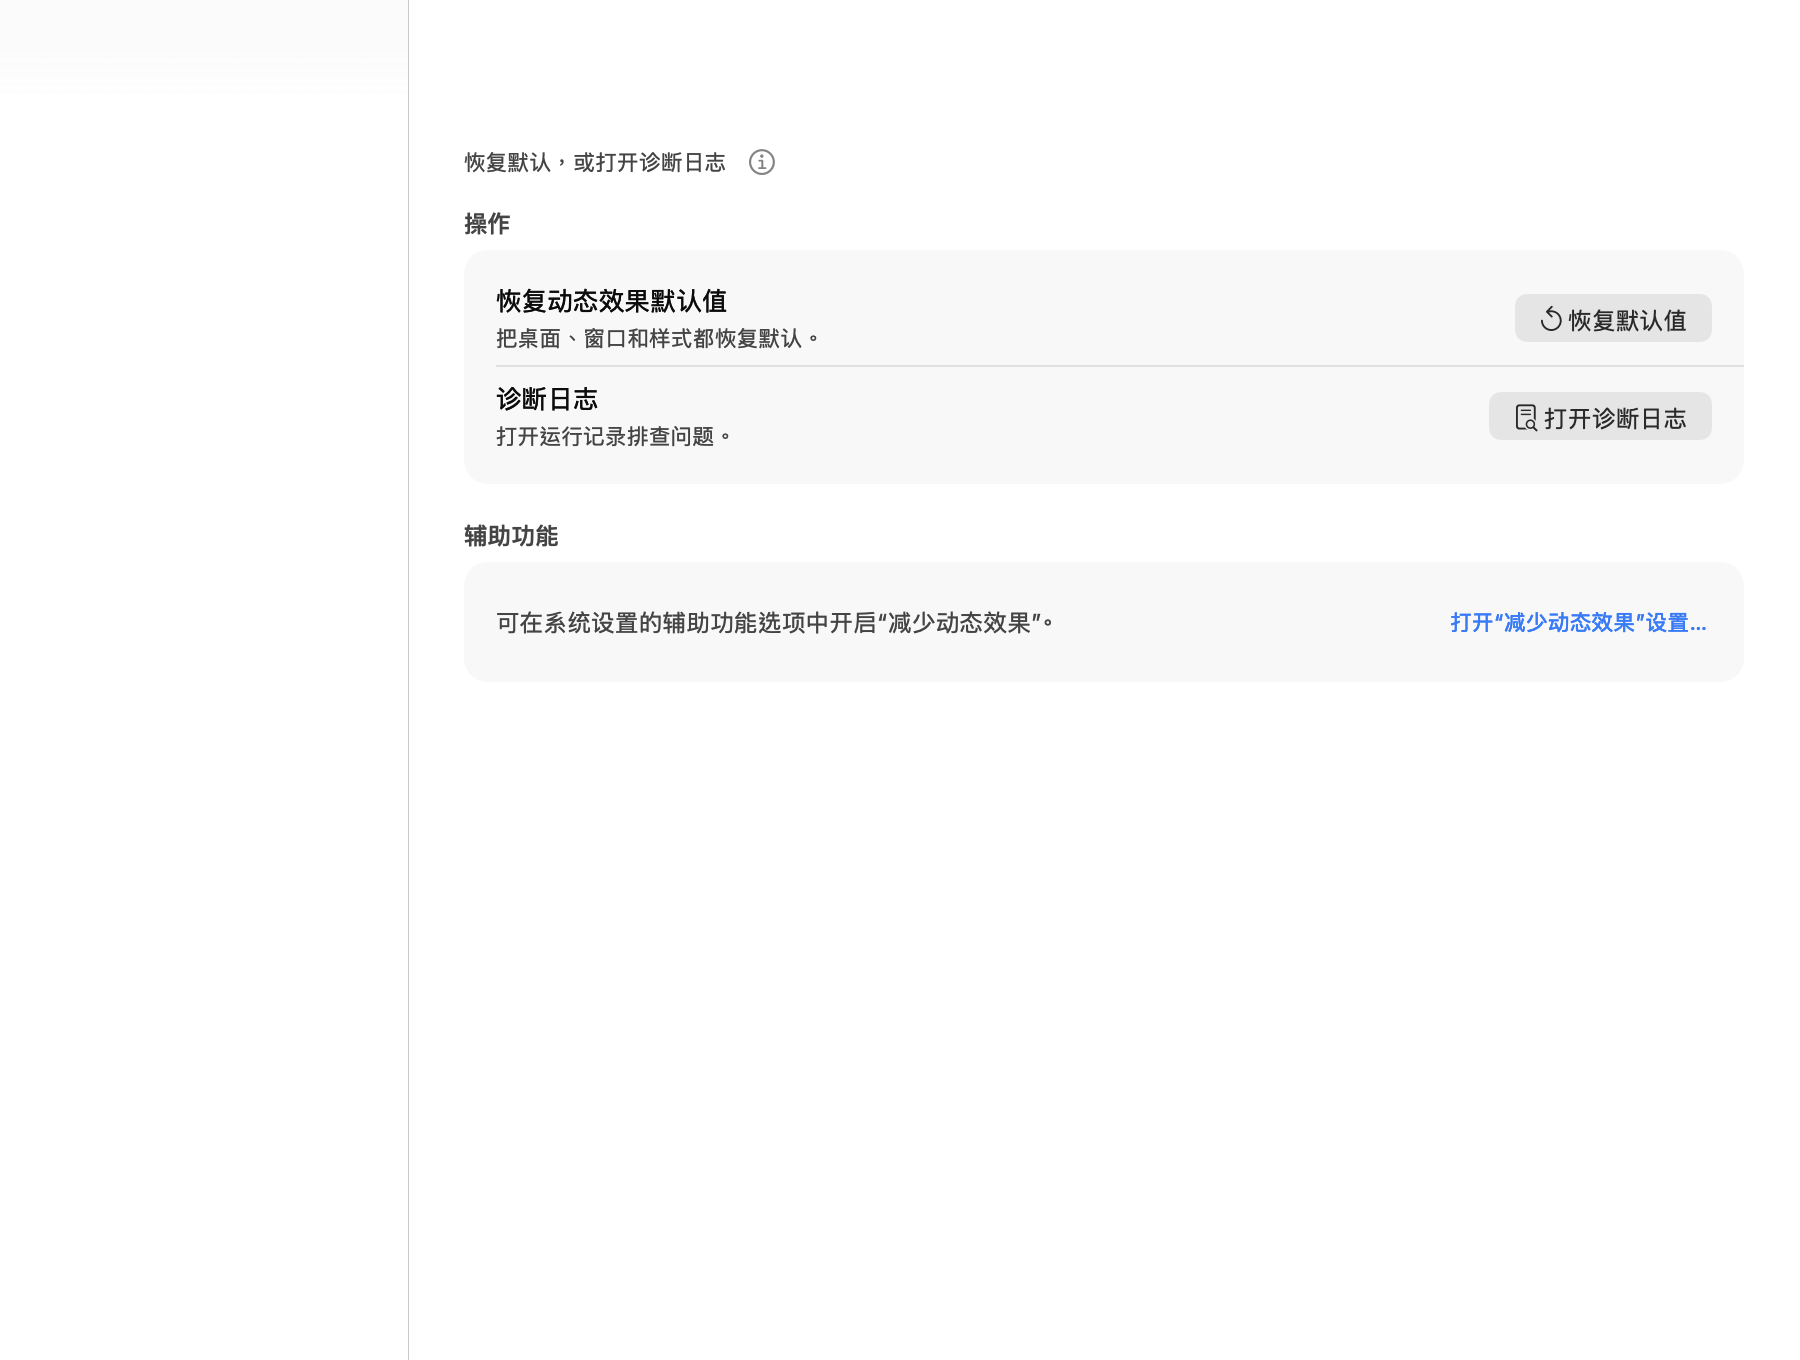 恢复默认，或打开诊断日志
操作
恢复动态效果默认值
把桌面、窗口和样式都恢复默认。
恢复默认值
诊断日志
打开运行记录排查问题。
打开诊断日志
辅助功能
可在系统设置的辅助功能选项中开启“减少动态效果”。
打开“减少动态效果”设置...